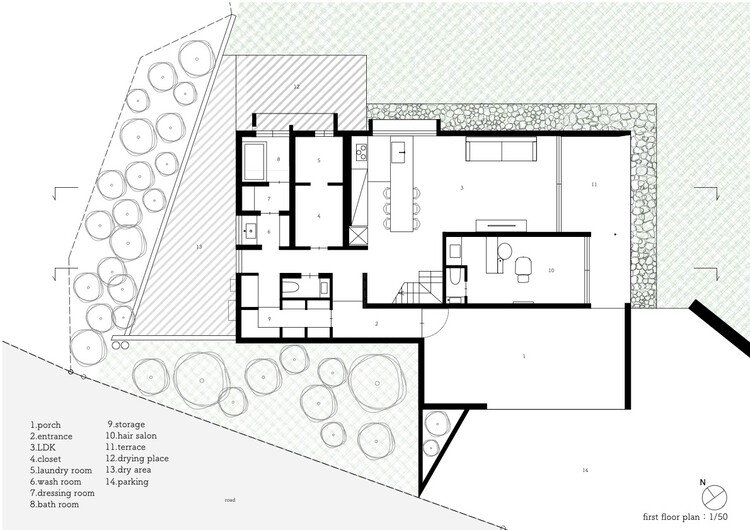 12
8
5
7
3
11
4
6
13
10
9
2
1
14
1.porch
2.entrance
3.LDK
4.closet
5.laundry room
6.wash room
7.dressing room
8.bath room
9.storage
10.hair salon
11.terrace
12.drying place
13.dry area
14.parking
road
N
first floor plan : 1/50